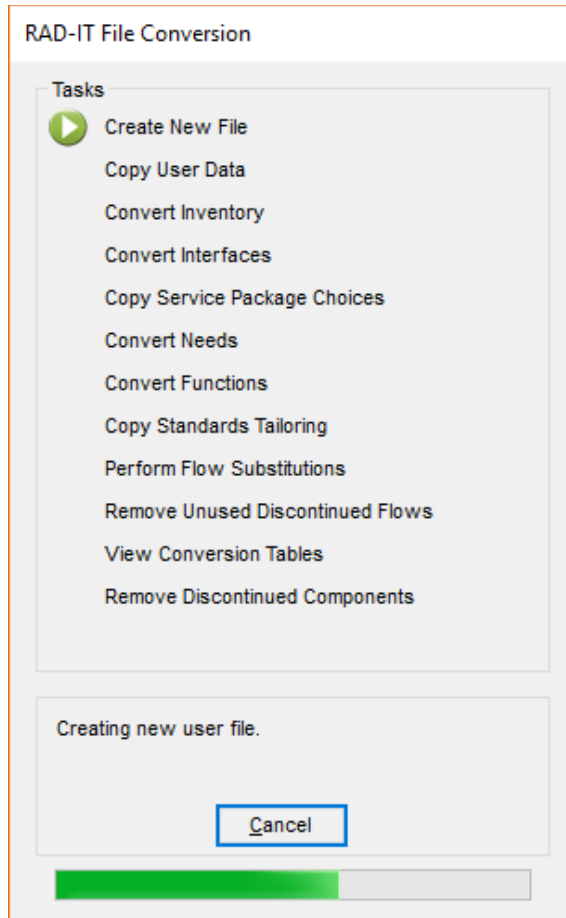 RAD-IT File Conversion
Tasks
Create New File
Copy User Data
Convert Inventory
Convert Interfaces
Copy Service Package Choices
Convert Needs
Convert Functions
Copy Standards Tailoring
Perform Flow Substitutions
Remove Unused Discontinued Flows
View Conversion Tables
Remove Discontinued Components
Creating new user file.
Cancel